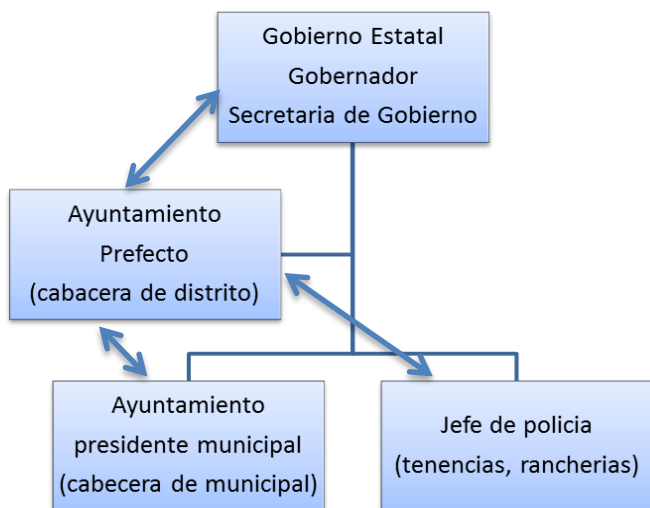 Gobierno Estatal
Gobernador
Secretaria de Gobierno
Ayuntamiento
Prefecto
(cabacera de distrito)
Ayuntamiento
presidente municipal
(cabecera de municipal)
Jefe de policia
(tenencias, rancherias)